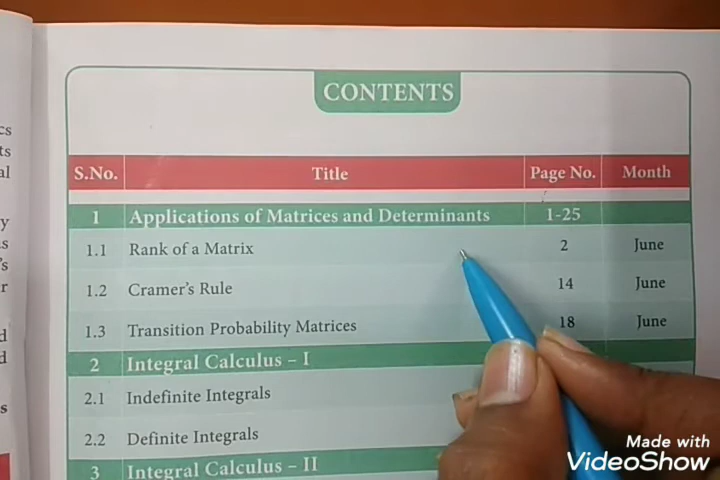 CONTENTS
S.No. Title Page No. Month
1 Applications of Matrices and Determinants 1-25
1.1 Rank of a Matrix 2 June
1.2 Cramer's Rule 14 June
1.3 Transition Probability Matrices 18 June
2 Integral Calculus – I
2.1 Indefinite Integrals
2.2 Definite Integrals
3 Integral Calculus – II
Made with
VideoShow